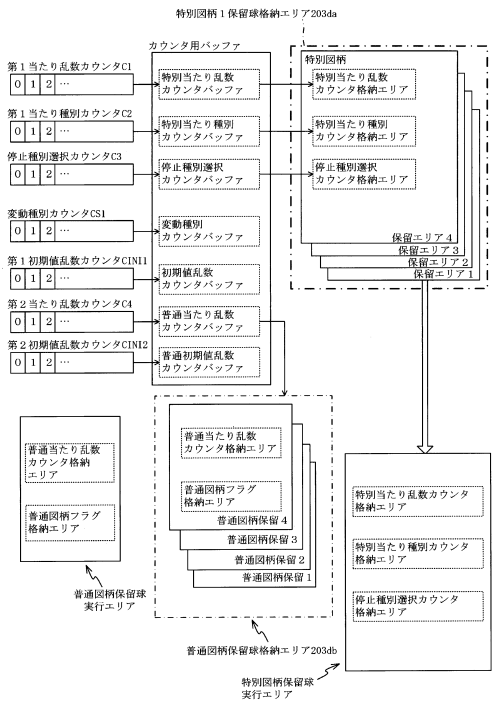 特別図柄1保留球格納エリア203da
カウンタ用バッファ
第1当たり乱数カウンタC1
0 1 2 …
第1当たり種別カウンタC2
0 1 2 …
停止種別選択カウンタC3
0 1 2 …
変動種別カウンタCS1
0 1 2 …
第1初期値乱数カウンタCINI1
0 1 2 …
第2当たり乱数カウンタC4
0 1 2 …
第2初期値乱数カウンタCINI2
0 1 2 …
特別当たり乱数
カウンタバッファ
特別当たり種別
カウンタバッファ
停止種別選択
カウンタバッファ
変動種別
カウンタバッファ
初期値乱数
カウンタバッファ
普通当たり乱数
カウンタバッファ
普通初期値乱数
カウンタバッファ
特別図柄
特別当たり乱数
カウンタ格納エリア
特別当たり種別
カウンタ格納エリア
停止種別選択
カウンタ格納エリア
保留エリア4
保留エリア3
保留エリア2
保留エリア1
普通当たり乱数
カウンタ格納
エリア
普通図柄フラグ
格納エリア
普通図柄保留球
実行エリア
普通当たり乱数
カウンタ格納エリア
普通図柄フラグ
格納エリア
普通図柄保留4
普通図柄保留3
普通図柄保留2
普通図柄保留1
普通図柄保留球格納エリア203db
特別当たり乱数カウンタ
格納エリア
特別当たり種別カウンタ
格納エリア
停止種別選択カウンタ
格納エリア
特別図柄保留球
実行エリア